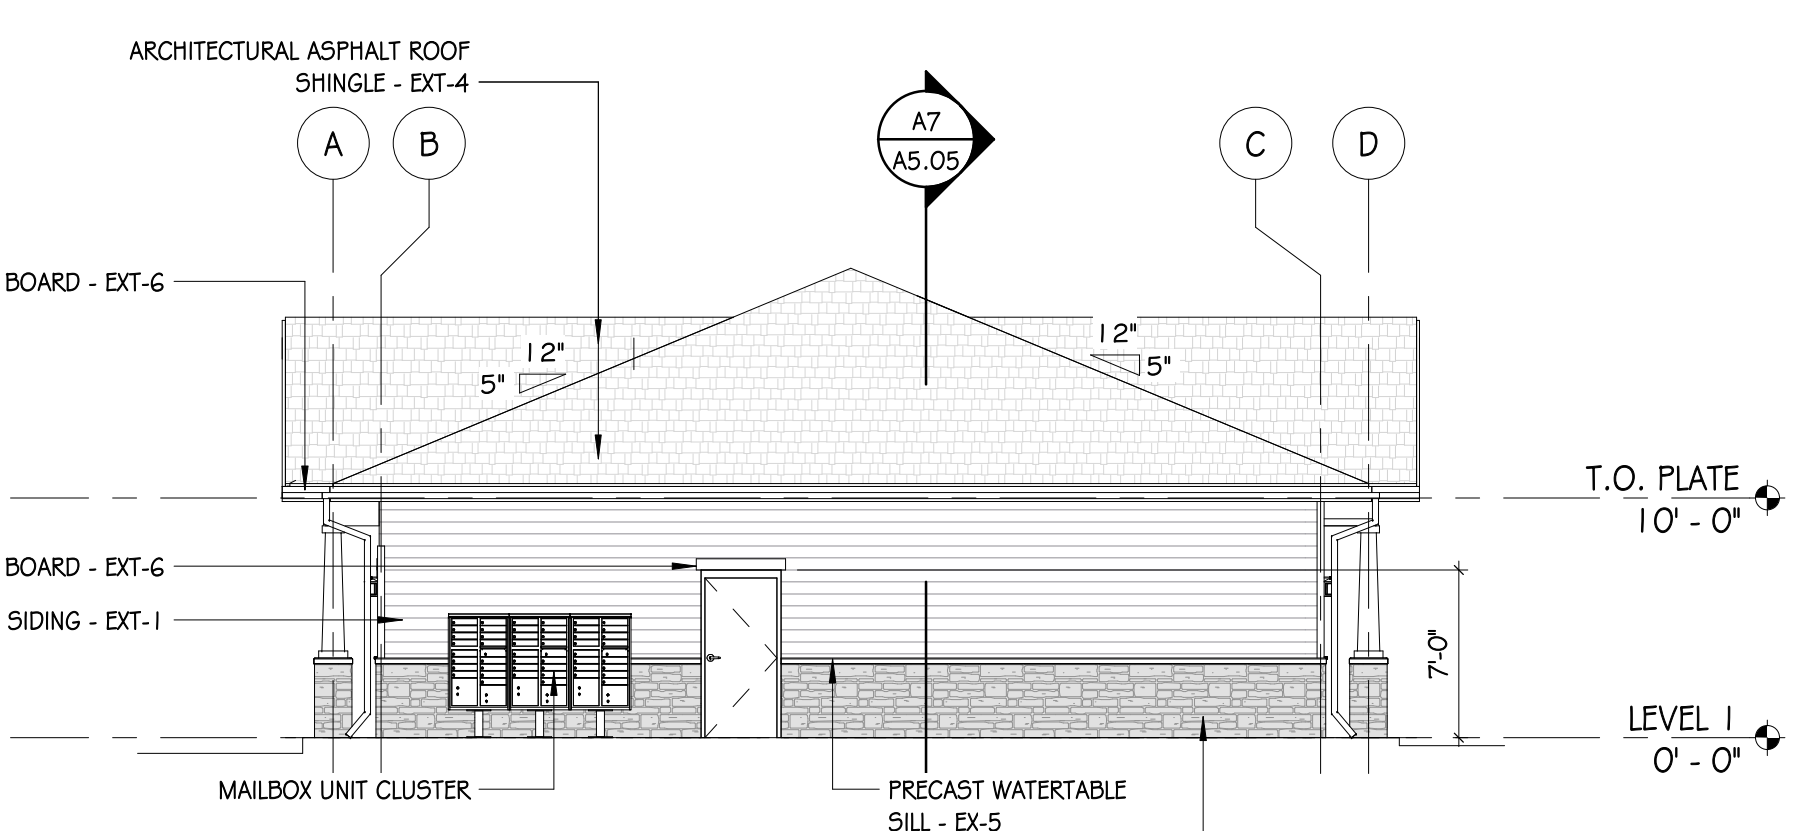 ARCHITECTURAL ASPHALT ROOF
SHINGLE - EXT-4
A
B
A7
A5.05
C
D
BOARD - EXT-6
12"
5"
12"
5"
T.O. PLATE
10' - 0"
BOARD - EXT-6
SIDING - EXT-1
7'-0"
LEVEL 1
0' - 0"
MAILBOX UNIT CLUSTER
PRECAST WATERTABLE
SILL - EX-5